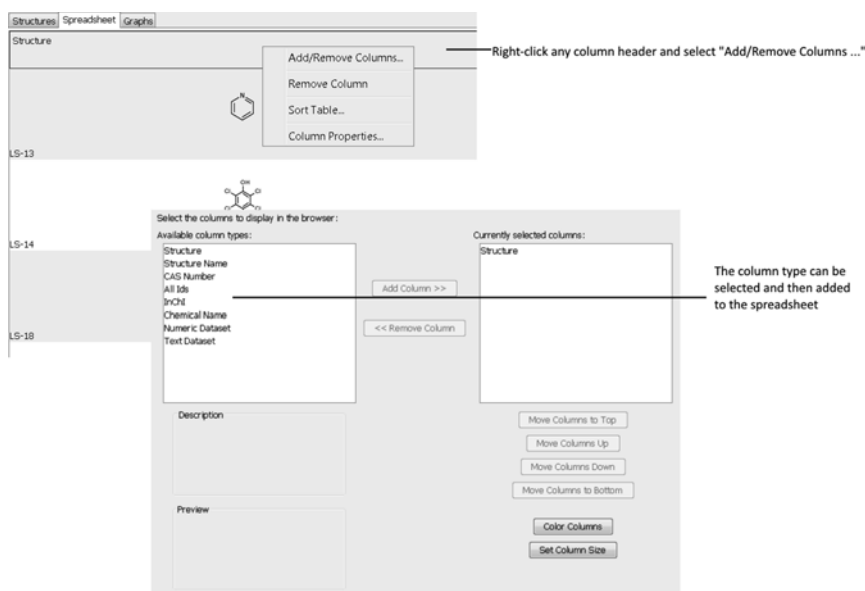 Structures Spreadsheet Graphs
Structure
Right-click any column header and select "Add/Remove Columns ..."
Add/Remove Columns...
Remove Column
Sort Table...
Column Properties...
N
LS-13
OH
Cl Cl
Cl Cl
LS-14
LS-18
Select the columns to display in the browser:
Available column types:
Structure
Structure Name
CAS Number
All Ids
InChI
Chemical Name
Numeric Dataset
Text Dataset
Add Column >>
<< Remove Column
Currently selected columns:
Structure
The column type can be
selected and then added
to the spreadsheet
Description
Preview
Move Columns to Top
Move Columns Up
Move Columns Down
Move Columns to Bottom
Color Columns
Set Column Size